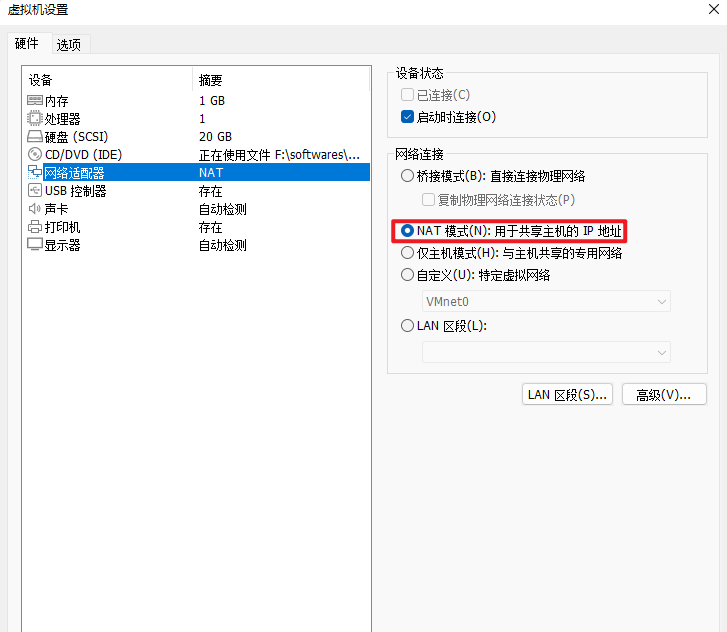 虚拟机设置
硬件 选项
设备 摘要
内存 1 GB
处理器 1
硬盘 (SCSI) 20 GB
CD/DVD (IDE) 正在使用文件 F:\softwares\...
网络适配器 NAT
USB 控制器 存在
声卡 自动检测
打印机 存在
显示器 自动检测
设备状态
已连接(C)
启动时连接(O)
网络连接
桥接模式(B): 直接连接物理网络
复制物理网络连接状态(P)
NAT 模式(N): 用于共享主机的 IP 地址
仅主机模式(H): 与主机共享的专用网络
自定义(U): 特定虚拟网络
VMnet0
LAN 区段(L):
LAN 区段(S)... 高级(V)...